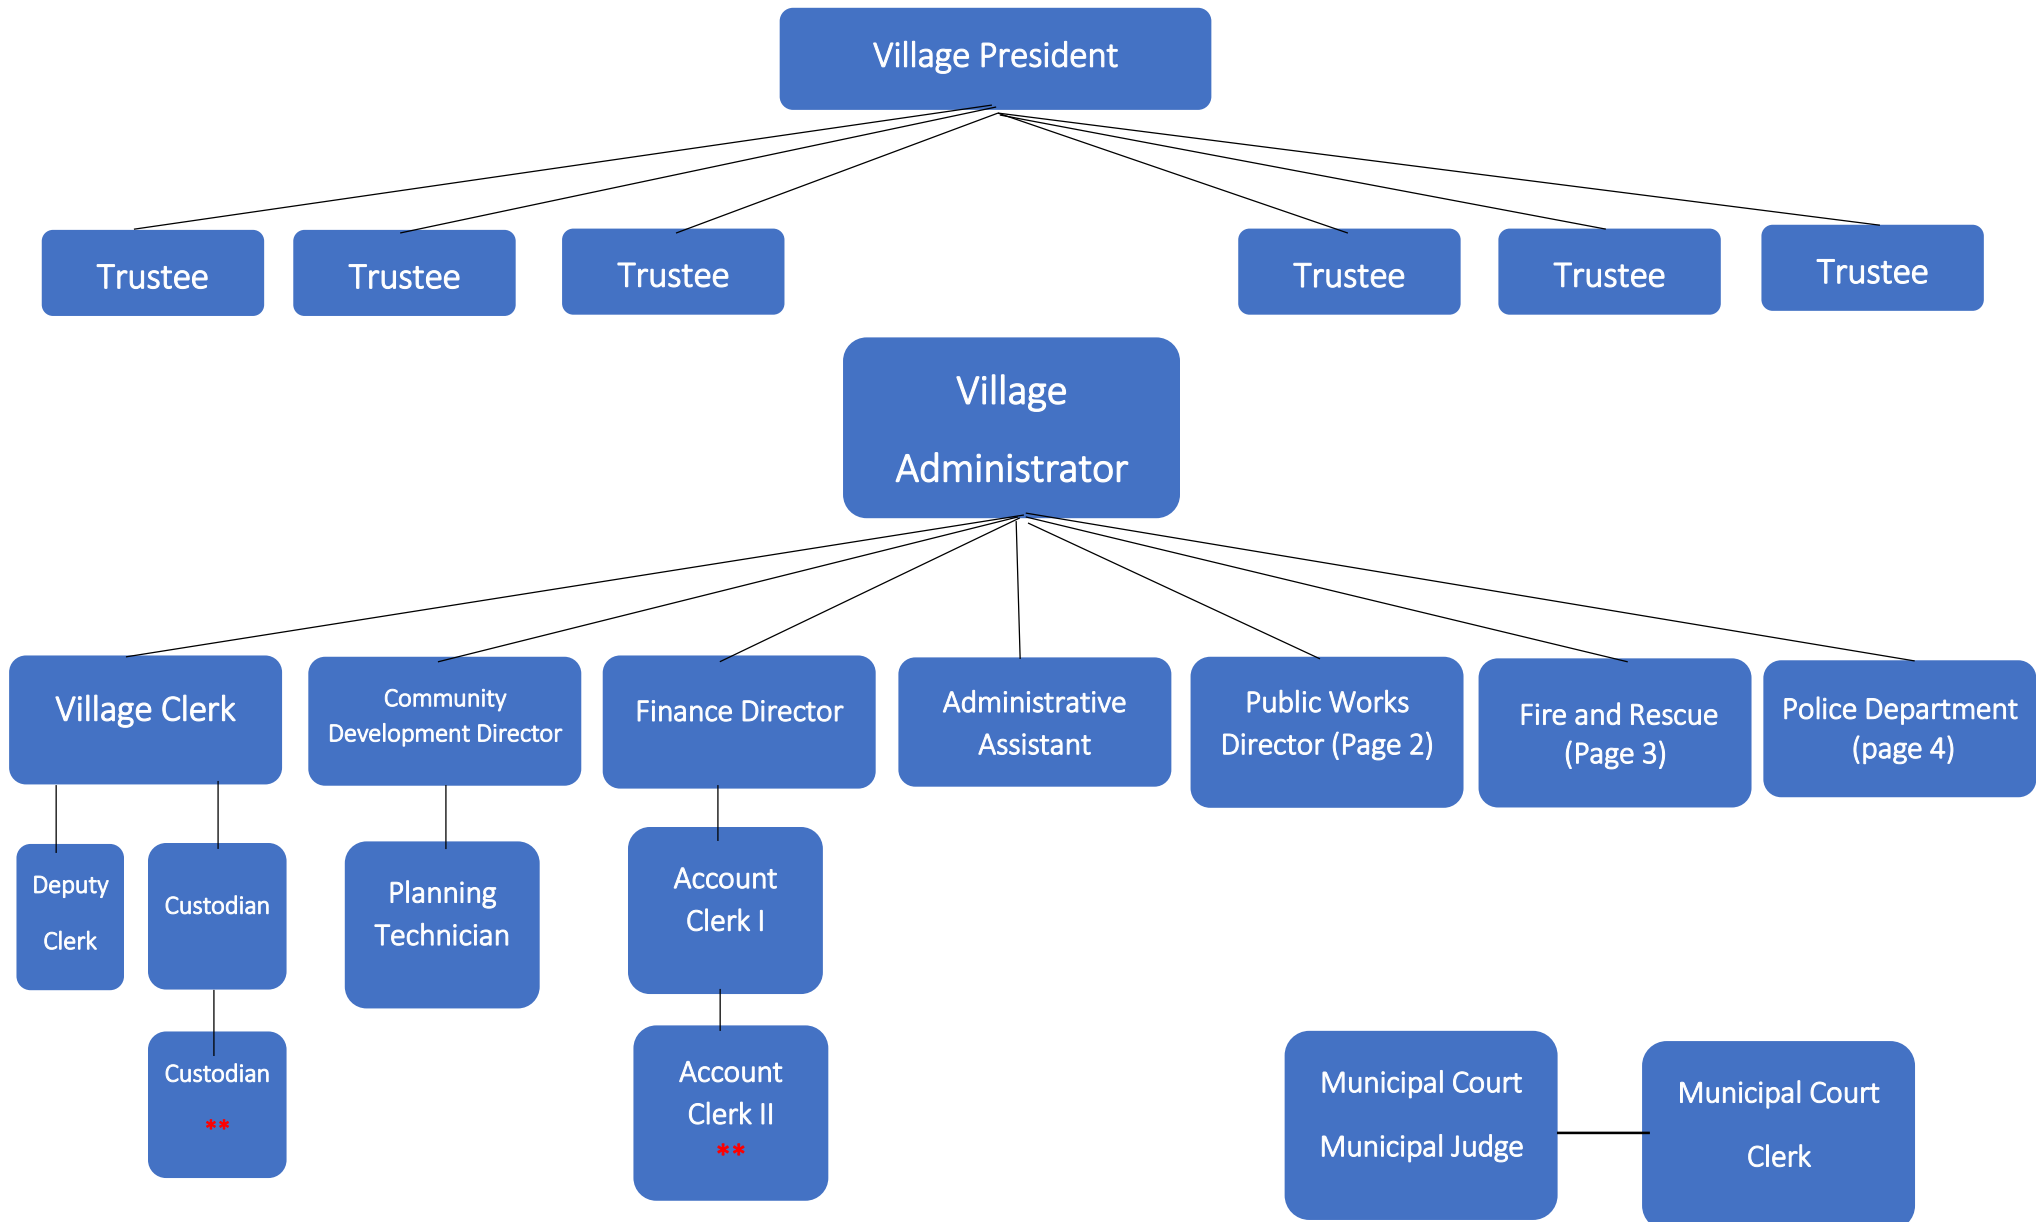 Village President
Trustee
Trustee
Trustee
Trustee
Trustee
Trustee
Village
Administrator
Village Clerk
Community
Development Director
Finance Director
Administrative
Assistant
Public Works
Director (Page 2)
Fire and Rescue
(Page 3)
Police Department
(page 4)
Deputy
Clerk
Custodian
Planning
Technician
Account
Clerk I
Custodian
**
Account
Clerk II
**
Municipal Court
Municipal Judge
Municipal Court
Clerk